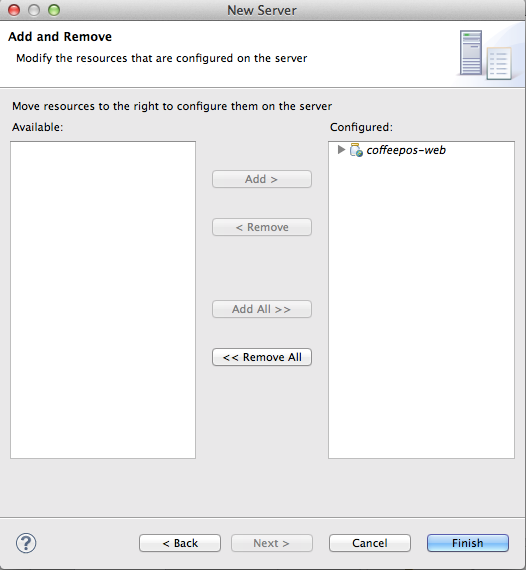 New Server
Add and Remove
Modify the resources that are configured on the server
Move resources to the right to configure them on the server
Available:
Configured:
coffeepos-web
Add >
< Remove
Add All >>
<< Remove All
?
< Back
Next >
Cancel
Finish